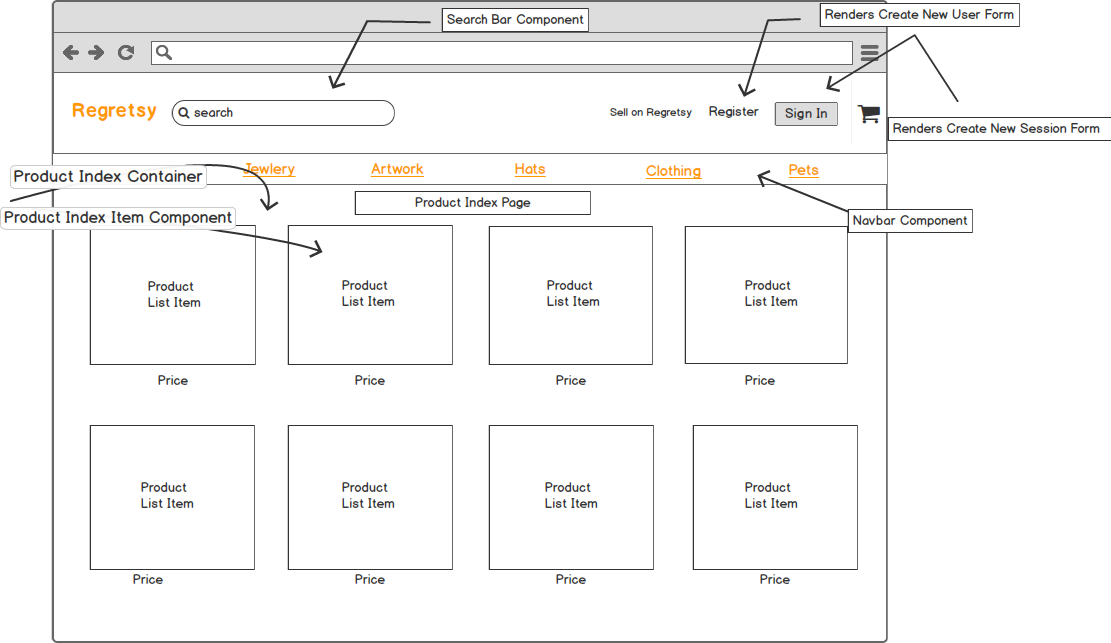 Search Bar Component
Renders Create New User Form
Regretsy
search
Sell on Regretsy
Register
Sign In
Renders Create New Session Form
Product Index Container
Jewlery
Artwork
Hats
Clothing
Pets
Product Index Page
Product Index Item Component
Navbar Component
Product
List Item
Product
List Item
Product
List Item
Product
List Item
Price
Price
Price
Price
Product
List Item
Product
List Item
Product
List Item
Product
List Item
Price
Price
Price
Price